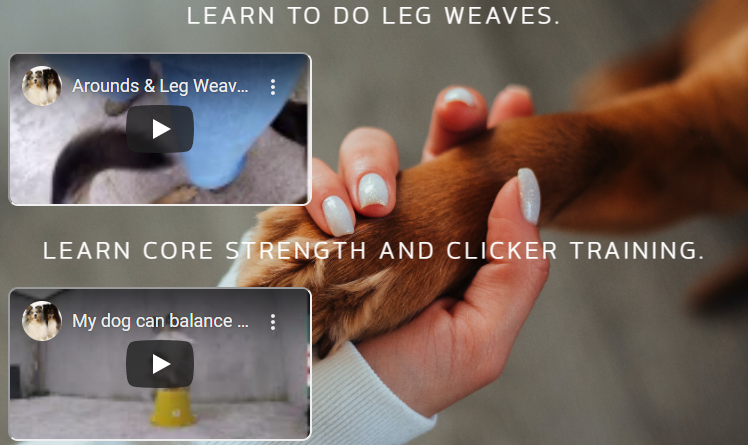 LEARN TO DO LEG WEAVES.
Arounds & Leg Weav...
LEARN CORE STRENGTH AND CLICKER TRAINING.
My dog can balance ...